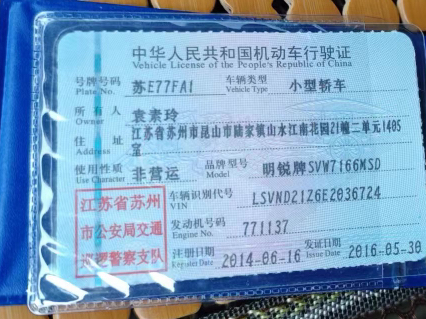 中华人民共和国机动车行驶证
Vehicle License of the People's Republic of China
号牌号码 Plate No. 苏E77FA1 车辆类型 Vehicle Type 小型轿车
所有人 Owner 袁素玲
住址 Address 江苏省苏州市昆山市陆家镇山水江南花园21幢二单元1405
室
使用性质 Use Character 非营运 品牌型号 Model 明锐牌SVW7166MSD
江苏省苏州
市公安局交通
巡逻警察支队
车辆识别代号 VIN LSVND21Z6E2036724
发动机号码 Engine No. 771137
注册日期 Register Date 2014-06-16 发证日期 Issue Date 2016-05-30